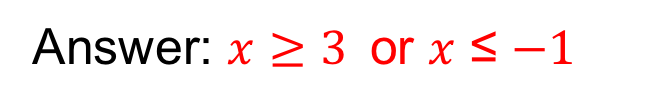 Answer: x ≥ 3 or x ≤ −1